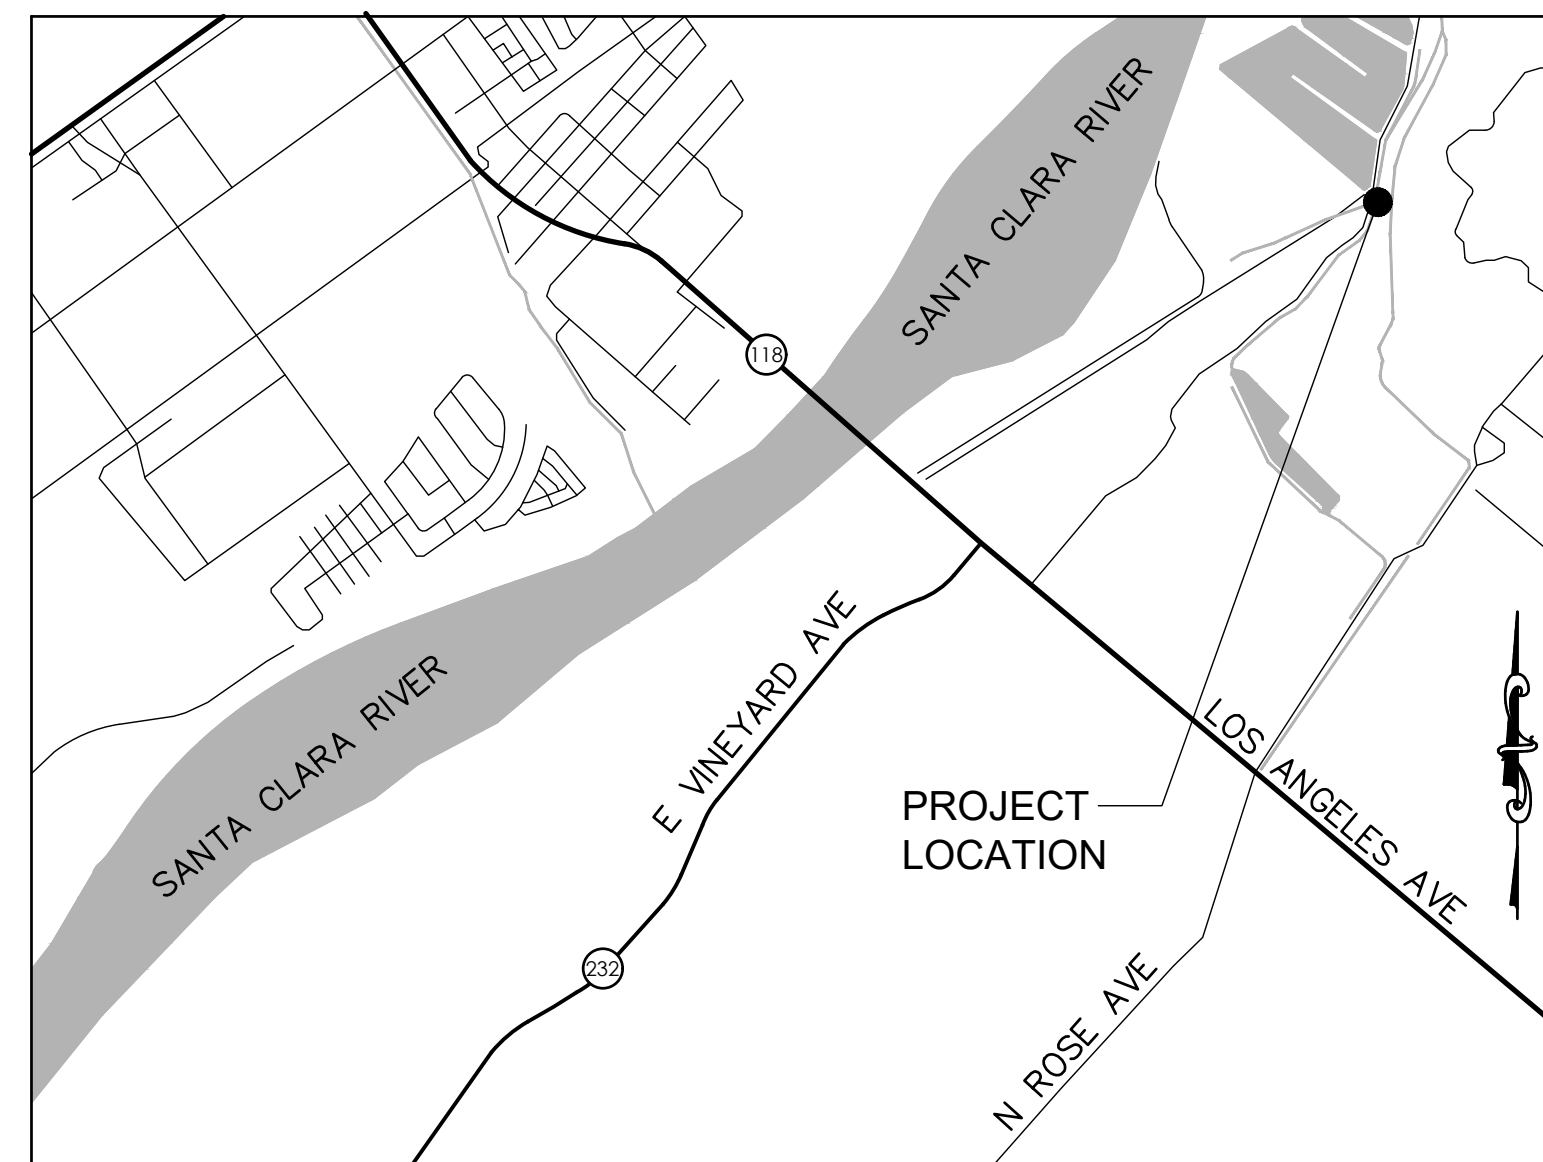 SANTA CLARA RIVER
118
SANTA CLARA RIVER
E VINEYARD AVE
LOS ANGELES AVE
PROJECT
LOCATION
232
N ROSE AVE